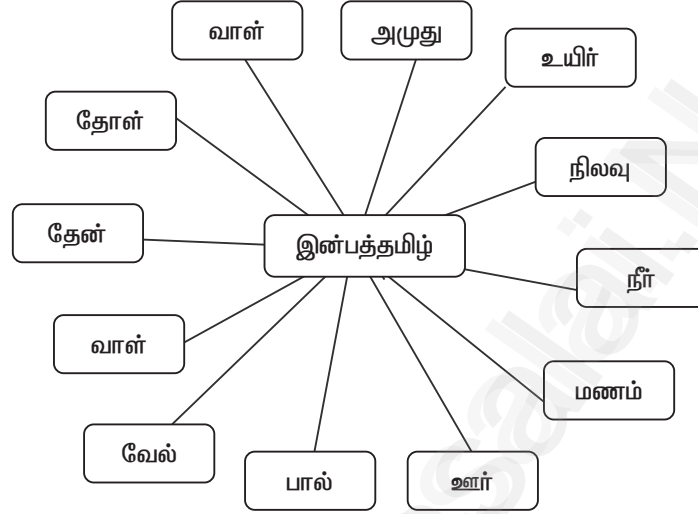 வாள்
அமுது
உயிர்
தோள்
நிலவு
தேன்
இன்பத்தமிழ்
நீர்
வாள்
மணம்
வேல்
பால்
ஊர்